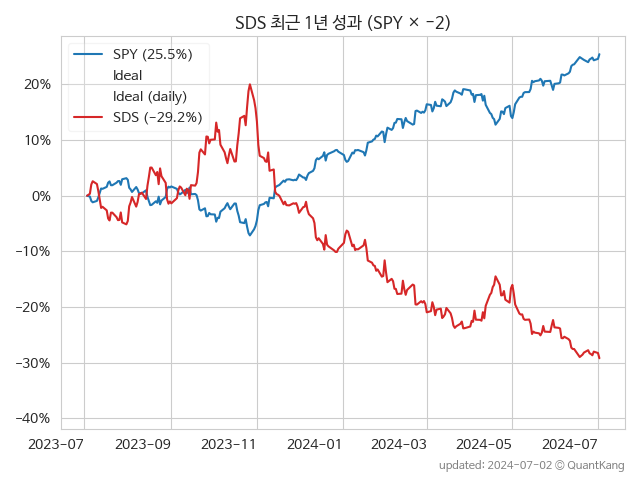 SDS 최근 1년 성과 (SPY × −2)
SPY (25.5%)
Ideal
Ideal (daily)
SDS (−29.2%)
20%
10%
0%
−10%
−20%
−30%
−40%
2023-07 2023-09 2023-11 2024-01 2024-03 2024-05 2024-07
updated: 2024-07-02 © QuantKang